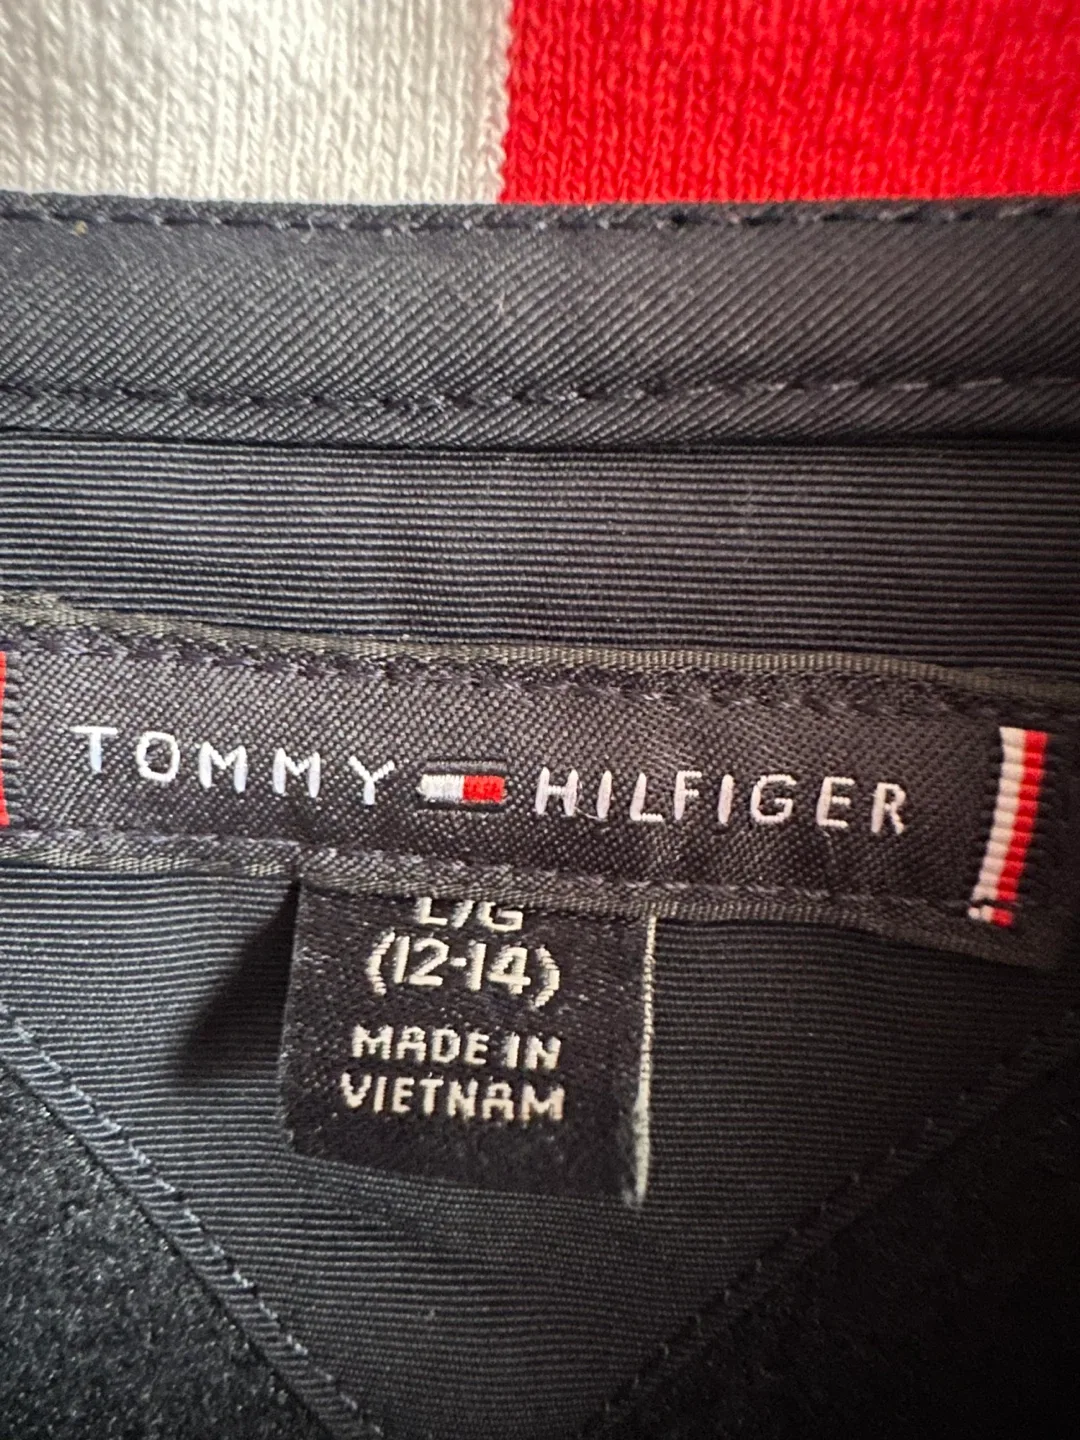 TOMMY HILFIGER
L/G
(12-14)
MADE IN
VIETNAM